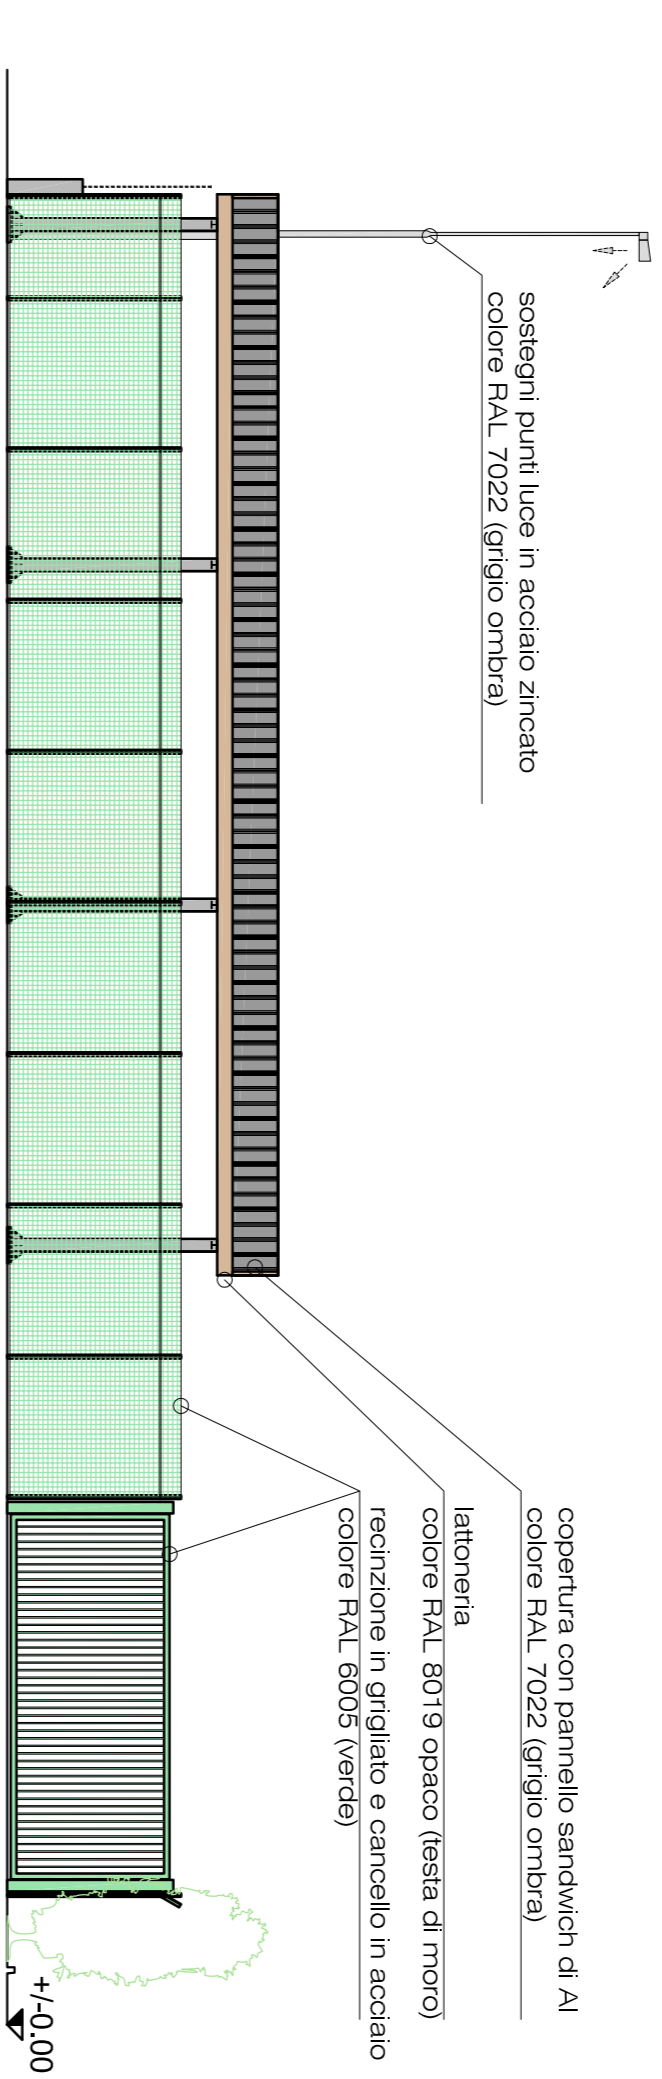 sostegni punti luce in acciaio zincato
colore RAL 7022 (grigio ombra)
copertura con pannello sandwich di Al
colore RAL 7022 (grigio ombra)
lattoneria
colore RAL 8019 opaco (testa di moro)
recinzione in grigliato e cancello in acciaio
colore RAL 6005 (verde)
+/-0.00